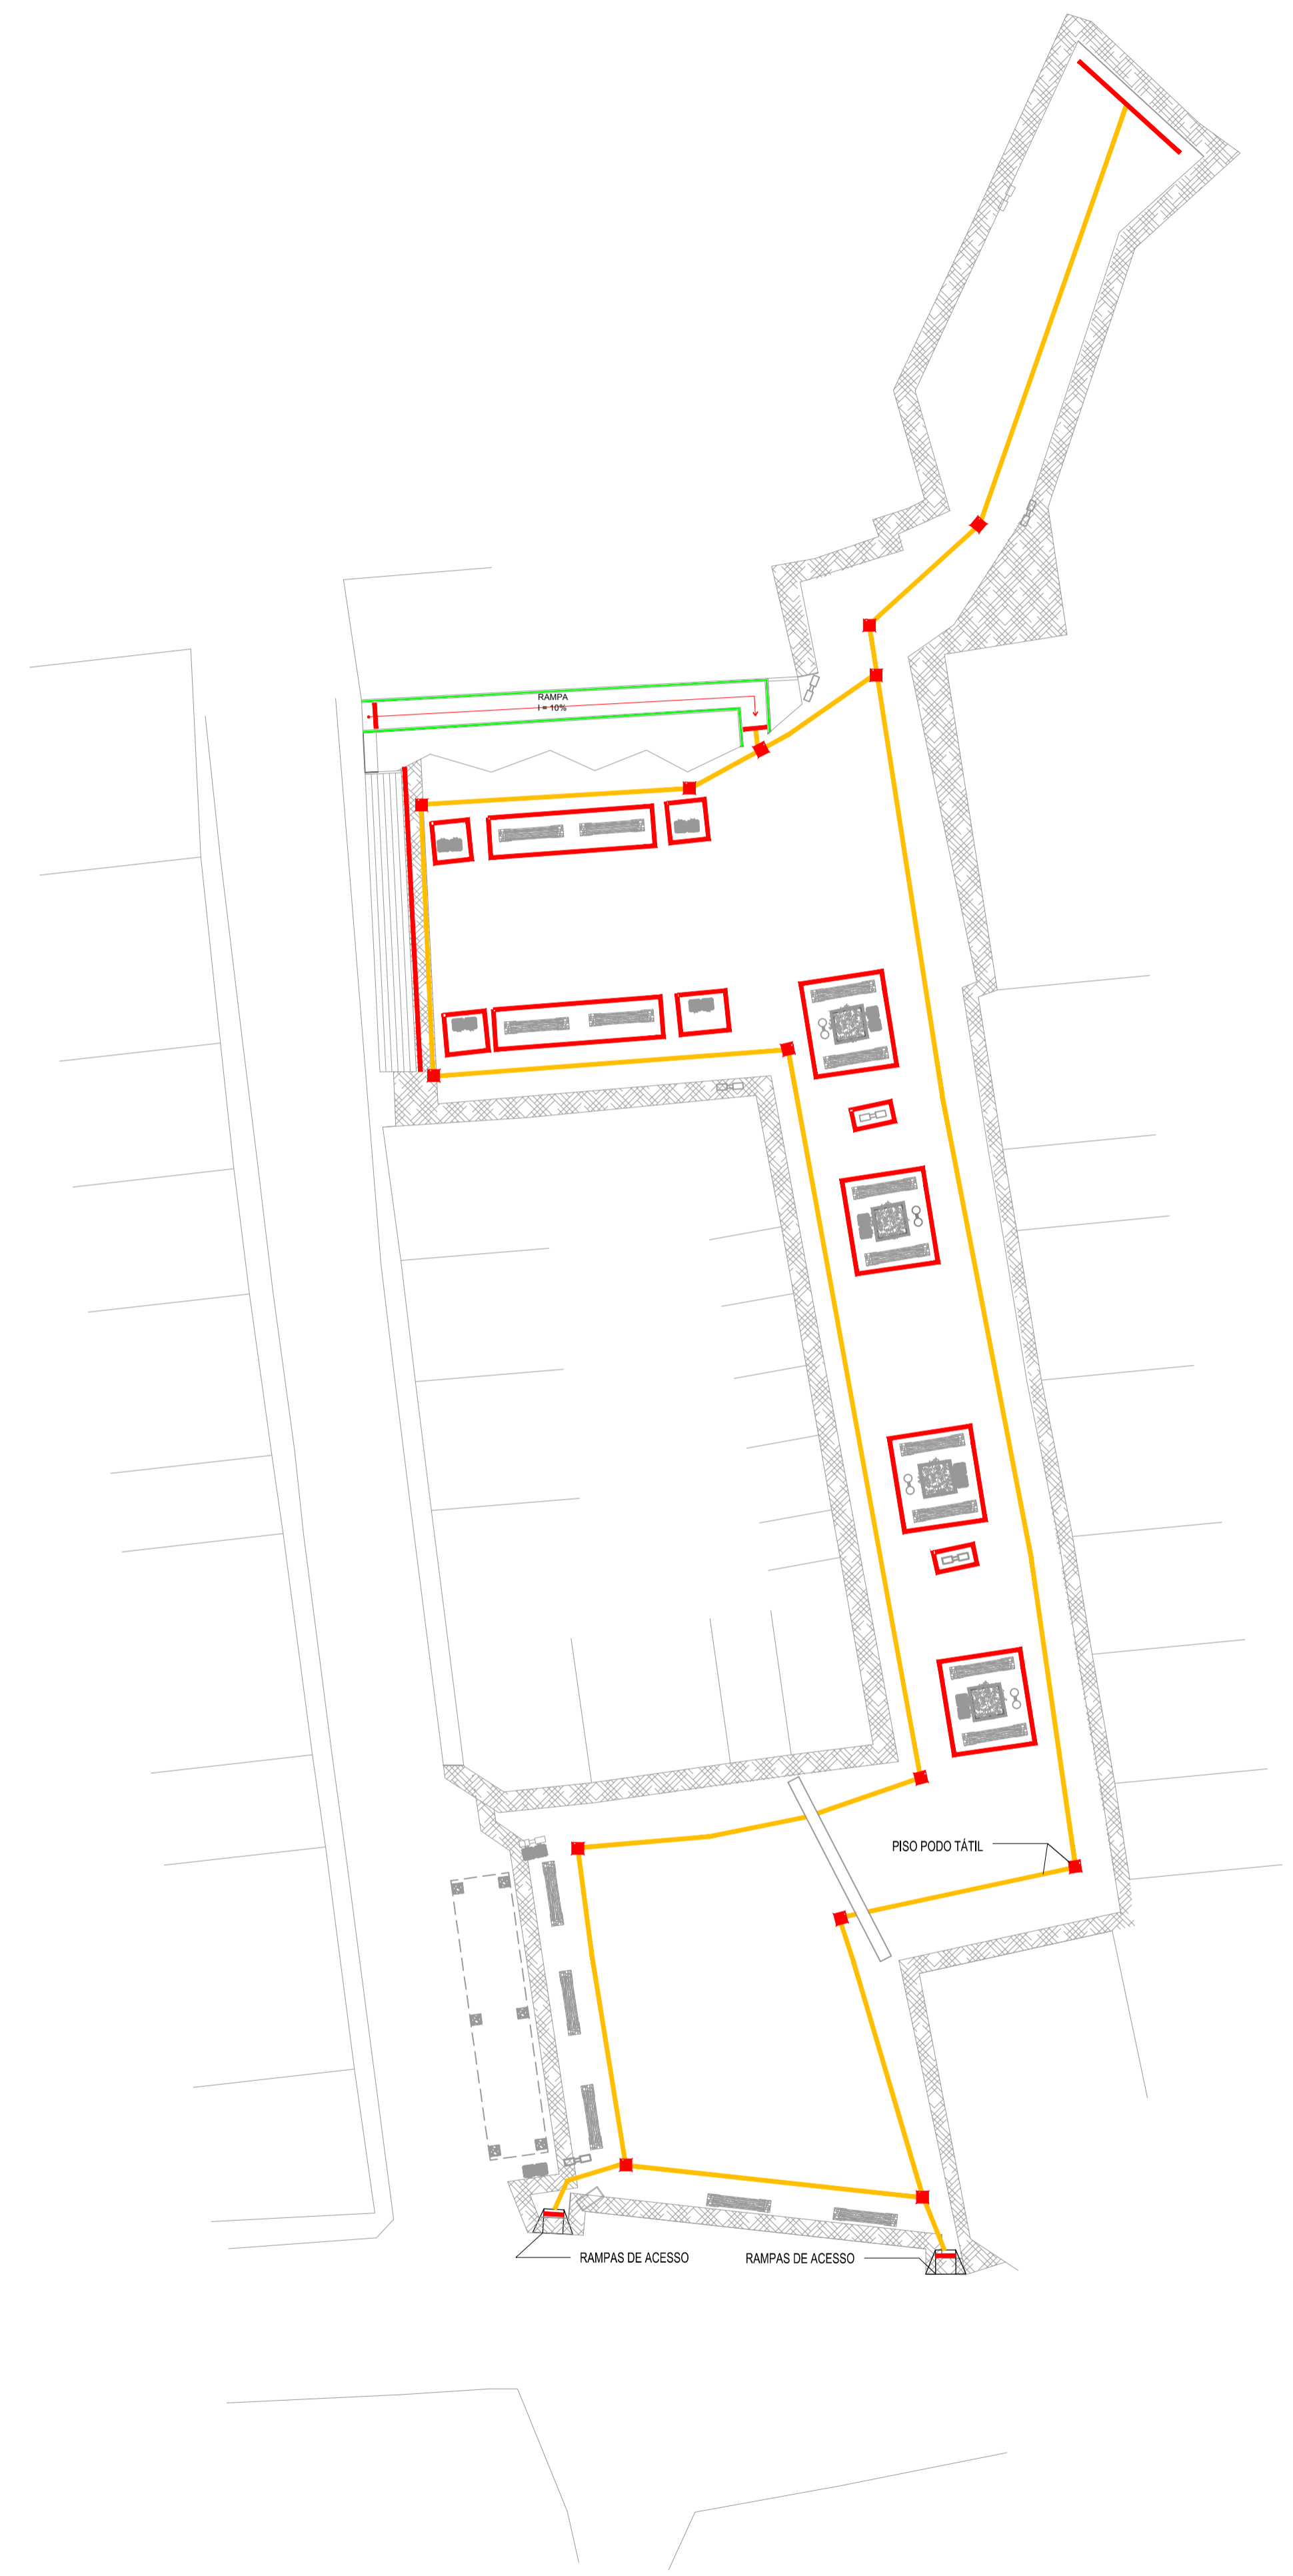 RAMPA
I = 10%
PISO PODO TÁTIL
RAMPAS DE ACESSO
RAMPAS DE ACESSO